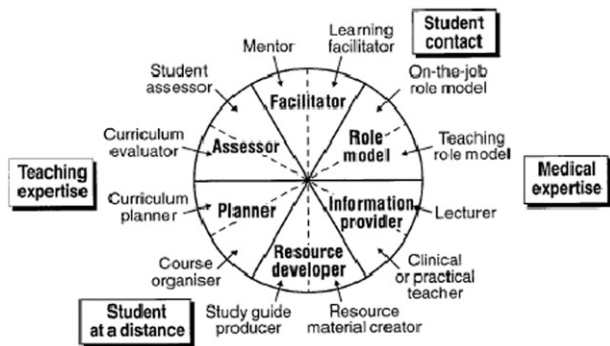 Student
contact
Mentor
Learning
facilitator
Student
assessor
On-the-job
role model
Facilitator
Curriculum
evaluator
Assessor
Role
model
Teaching
role model
Teaching
expertise
Medical
expertise
Curriculum
planner
Planner
Information
provider
Lecturer
Course
organiser
Resource
developer
Clinical
or practical
teacher
Student
at a distance
Study guide
producer
Resource
material creator